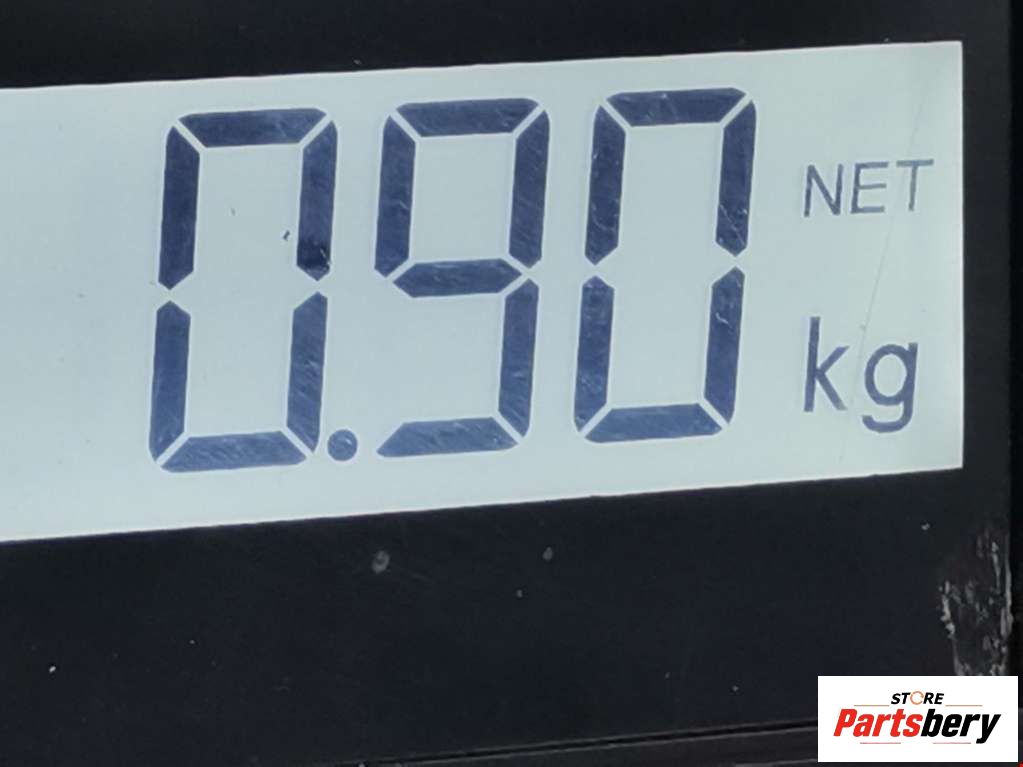 0.90
NET
kg
STORE
Partsbery